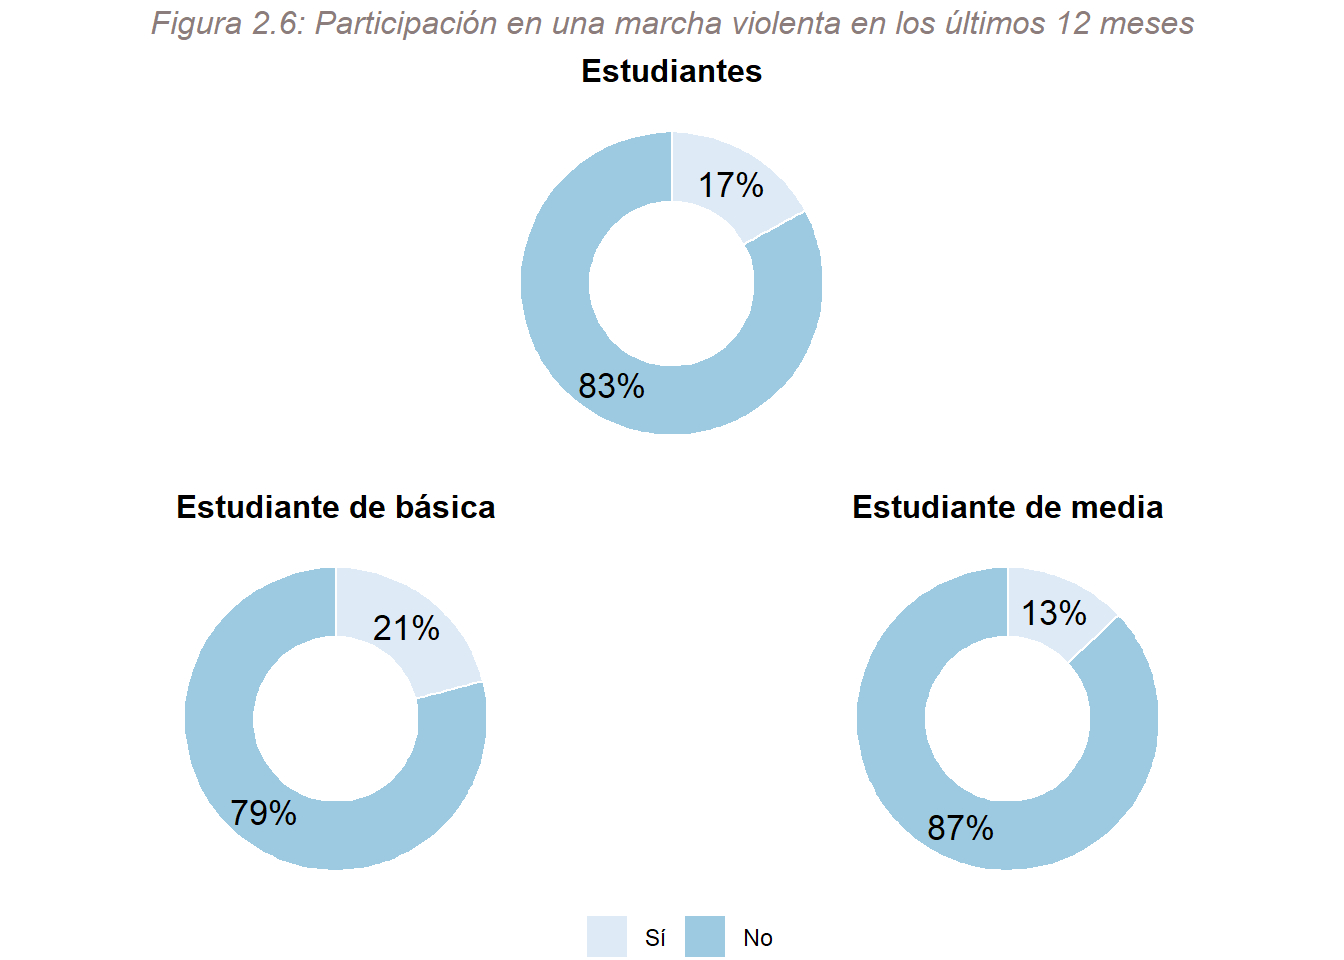 Figura 2.6: Participación en una marcha violenta en los últimos 12 meses
Estudiantes
17%
83%
Estudiante de básica
21%
79%
Estudiante de media
13%
87%
Sí No